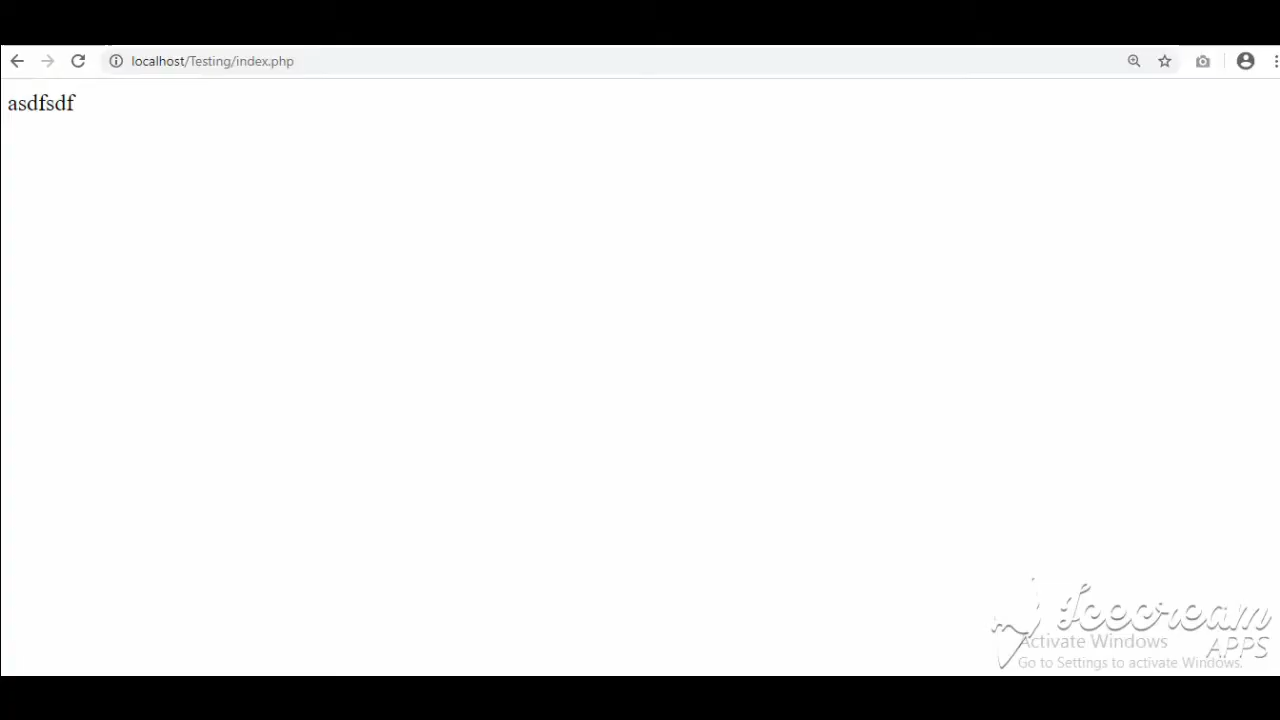 localhost/Testing/index.php
asdfsdf
Icecream
Activate Windows
APPS
Go to Settings to activate Windows.